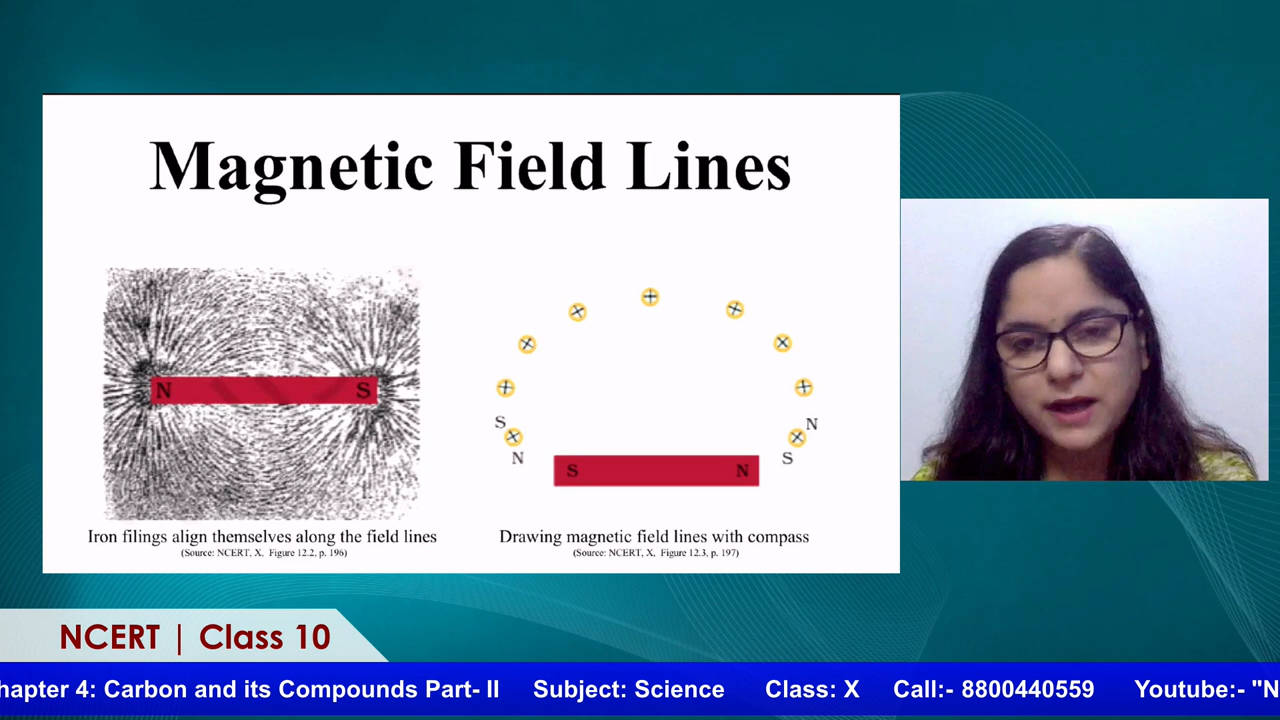 Magnetic Field Lines
N S
S
N
N
S
S N
Iron filings align themselves along the field lines
(Source: NCERT, X, Figure 12.2, p. 196)
Drawing magnetic field lines with compass
(Source: NCERT, X, Figure 12.3, p. 197)
NCERT | Class 10
hapter 4: Carbon and its Compounds Part- II Subject: Science Class: X Call:- 8800440559 Youtube:- "N